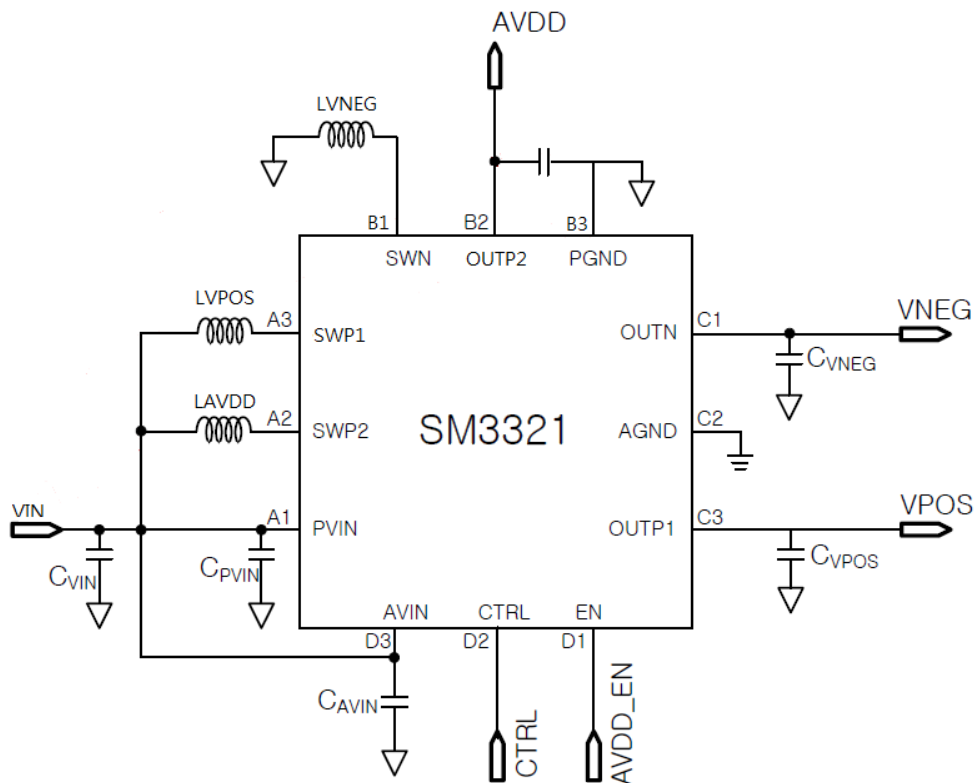 AVDD
LVNEG
B1
B2
B3
SWN
OUTP2
PGND
LVPOS
A3
SWP1
OUTN
C1
VNEG
CVNEG
LAVDD
A2
SWP2
SM3321
AGND
C2
VIN
A1
PVIN
OUTP1
C3
VPOS
CVIN
CPVIN
CVPOS
AVIN
CTRL
EN
D3
D2
D1
CAVIN
CTRL
AVDD_EN